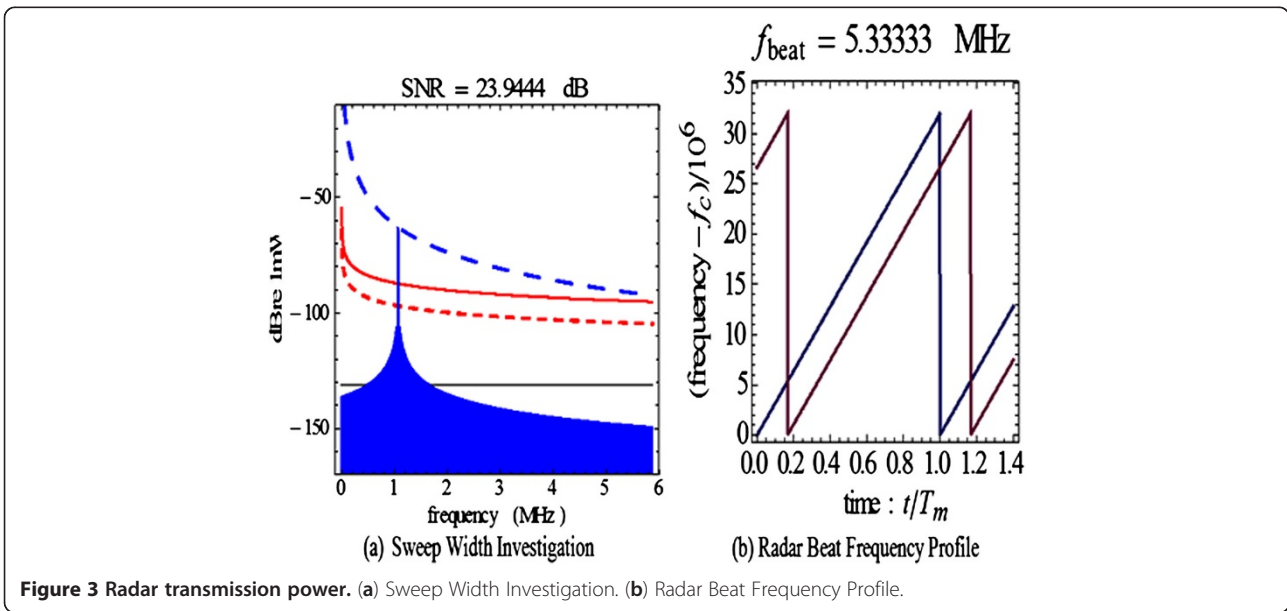 SNR = 23.9444 dB
dBre 1mW
−50
−100
−150
0 1 2 3 4 5 6
frequency (MHz)
(a) Sweep Width Investigation
f_beat = 5.33333 MHz
(frequency − f_c)/10^6
35
30
25
20
15
10
5
0
0.0 0.2 0.4 0.6 0.8 1.0 1.2 1.4
time : t/T_m
(b) Radar Beat Frequency Profile
Figure 3 Radar transmission power. (a) Sweep Width Investigation. (b) Radar Beat Frequency Profile.